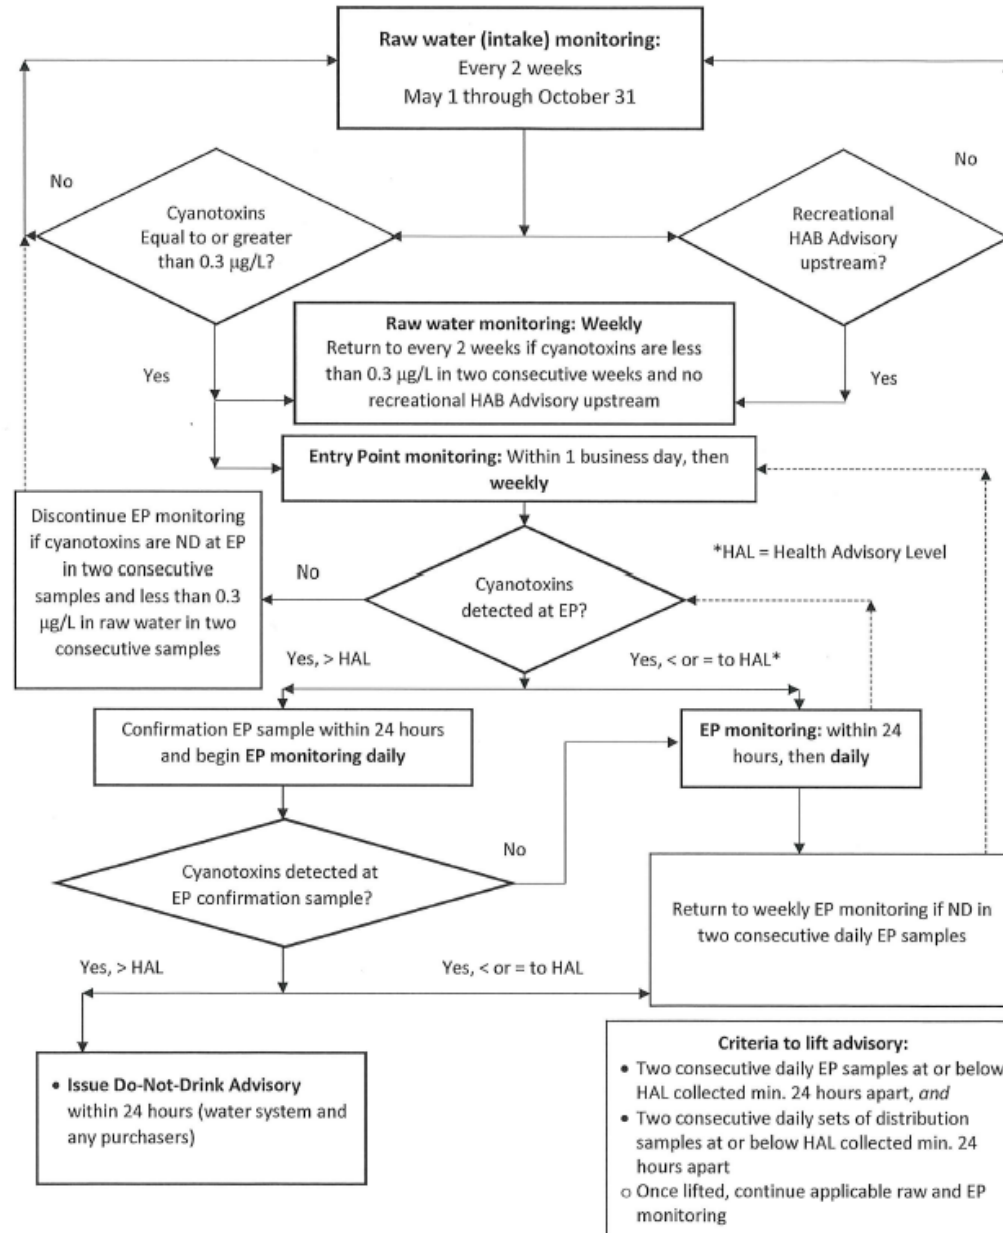 Raw water (intake) monitoring:
Every 2 weeks
May 1 through October 31
No
No
Cyanotoxins
Equal to or greater
than 0.3 µg/L?
Recreational
HAB Advisory
upstream?
Raw water monitoring: Weekly
Return to every 2 weeks if cyanotoxins are less
than 0.3 µg/L in two consecutive weeks and no
recreational HAB Advisory upstream
Yes
Yes
Entry Point monitoring: Within 1 business day, then
weekly
Discontinue EP monitoring
if cyanotoxins are ND at EP
in two consecutive
samples and less than 0.3
µg/L in raw water in two
consecutive samples
*HAL = Health Advisory Level
No
Cyanotoxins
detected at EP?
Yes, > HAL
Yes, < or = to HAL*
Confirmation EP sample within 24 hours
and begin EP monitoring daily
EP monitoring: within 24
hours, then daily
No
Cyanotoxins detected at
EP confirmation sample?
Return to weekly EP monitoring if ND in
two consecutive daily EP samples
Yes, > HAL
Yes, < or = to HAL
• Issue Do-Not-Drink Advisory
within 24 hours (water system and
any purchasers)
Criteria to lift advisory:
• Two consecutive daily EP samples at or below
HAL collected min. 24 hours apart, and
• Two consecutive daily sets of distribution
samples at or below HAL collected min. 24
hours apart
o Once lifted, continue applicable raw and EP
monitoring